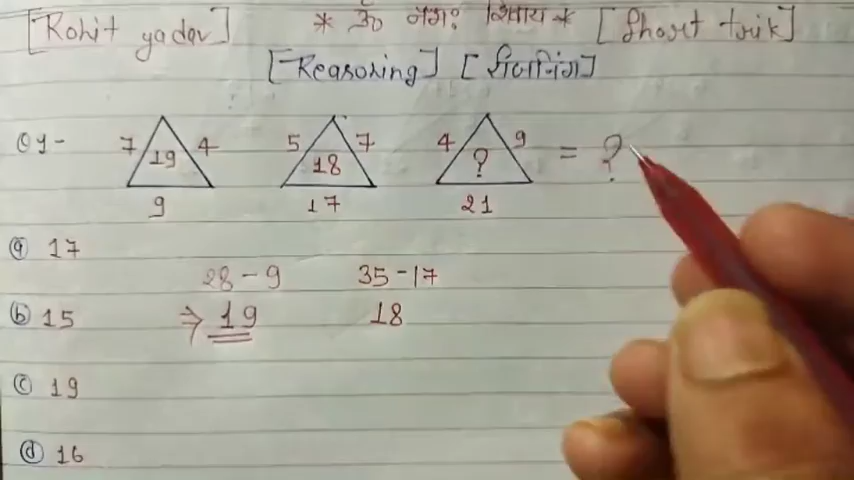 [Rohit yadav] * ॐ नमः शिवाय * [Short trik]
[Reasoning] [रीजनिंग]
Q1- 7 19 4 5 18 7 4 ? 9 = ?
9 17 21
(a) 17
28 - 9 35 - 17
(b) 15 ⇒ 19 18
(c) 19
(d) 16